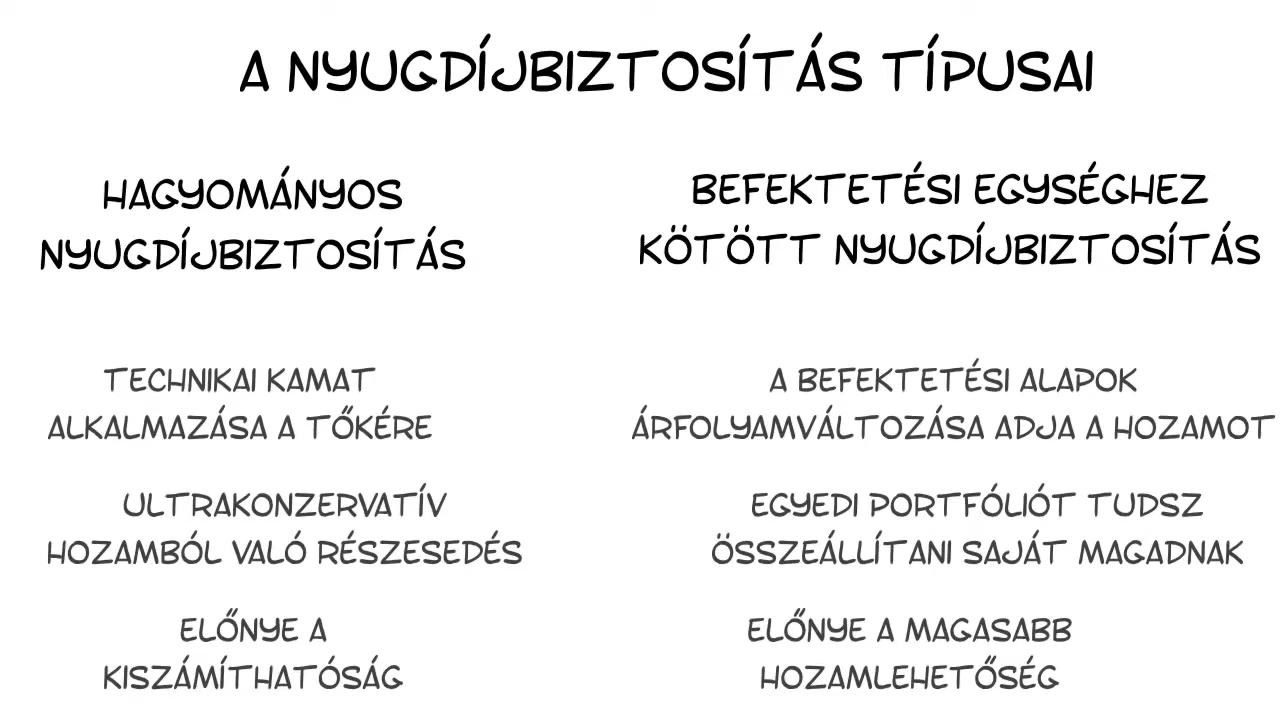 A NYUGDÍJBIZTOSÍTÁS TÍPUSAI
HAGYOMÁNYOS
NYUGDÍJBIZTOSÍTÁS
TECHNIKAI KAMAT
ALKALMAZÁSA A TŐKÉRE
ULTRAKONZERVATÍV
HOZAMBÓL VALÓ RÉSZESEDÉS
ELŐNYE A
KISZÁMÍTHATÓSÁG
BEFEKTETÉSI EGYSÉGHEZ
KÖTÖTT NYUGDÍJBIZTOSÍTÁS
A BEFEKTETÉSI ALAPOK
ÁRFOLYAMVÁLTOZÁSA ADJA A HOZAMOT
EGYEDI PORTFÓLIÓT TUDSZ
ÖSSZEÁLLÍTANI SAJÁT MAGADNAK
ELŐNYE A MAGASABB
HOZAMLEHETŐSÉG